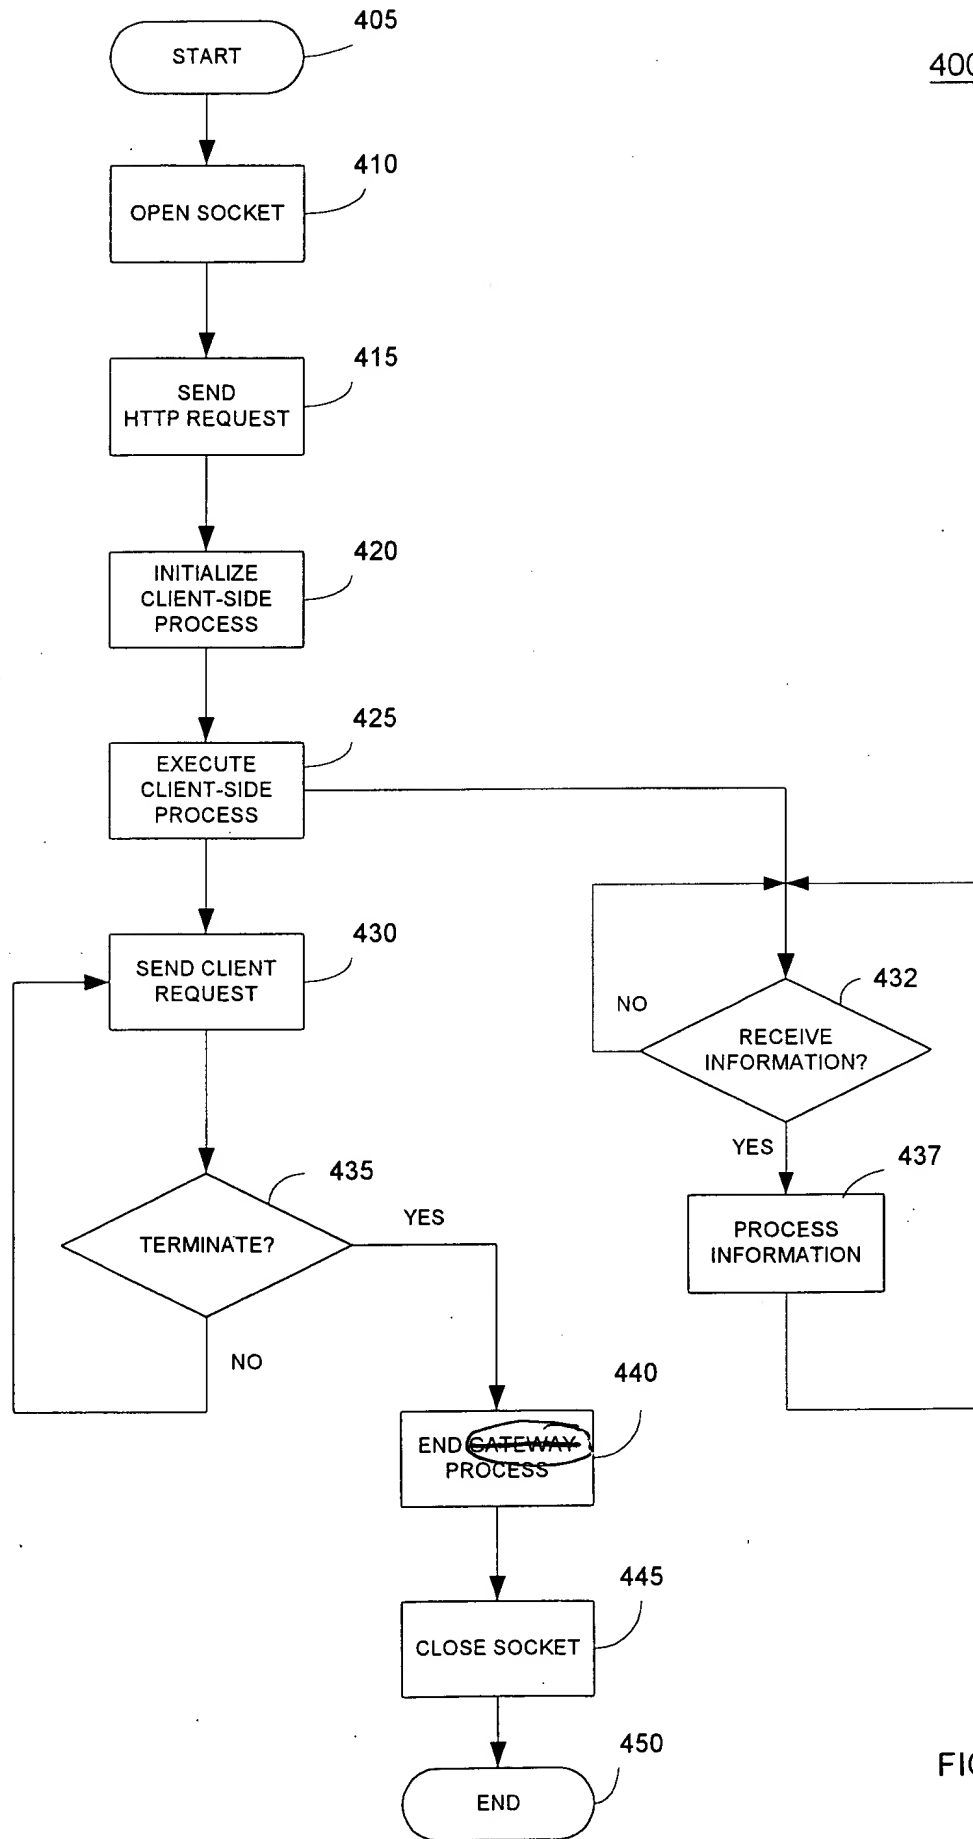 405
START
400
410
OPEN SOCKET
415
SEND
HTTP REQUEST
420
INITIALIZE
CLIENT-SIDE
PROCESS
425
EXECUTE
CLIENT-SIDE
PROCESS
430
SEND CLIENT
REQUEST
432
NO
RECEIVE
INFORMATION?
YES
437
PROCESS
INFORMATION
435
YES
TERMINATE?
NO
440
END GATEWAY
PROCESS
445
CLOSE SOCKET
450
END
FIG